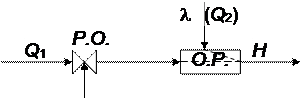 λ (Q2)
P.O.
Q1
H
O.P.